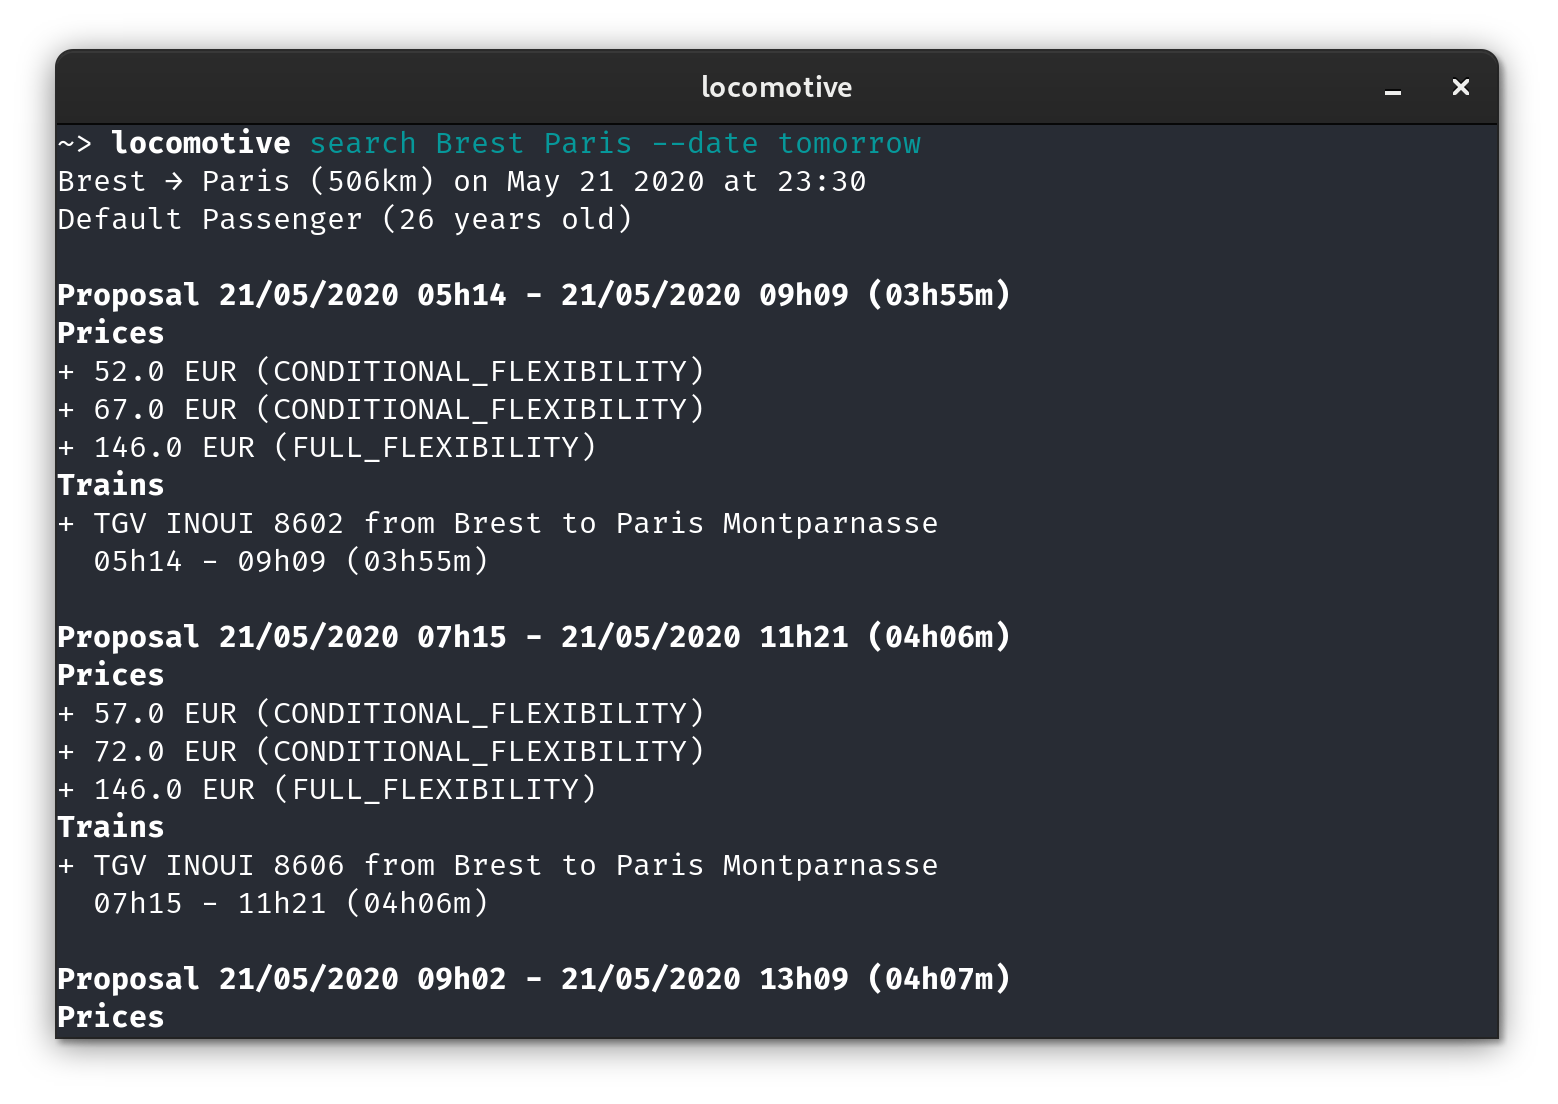 locomotive
~> locomotive search Brest Paris --date tomorrow
Brest → Paris (506km) on May 21 2020 at 23:30
Default Passenger (26 years old)
Proposal 21/05/2020 05h14 - 21/05/2020 09h09 (03h55m)
Prices
+ 52.0 EUR (CONDITIONAL_FLEXIBILITY)
+ 67.0 EUR (CONDITIONAL_FLEXIBILITY)
+ 146.0 EUR (FULL_FLEXIBILITY)
Trains
+ TGV INOUI 8602 from Brest to Paris Montparnasse
  05h14 - 09h09 (03h55m)
Proposal 21/05/2020 07h15 - 21/05/2020 11h21 (04h06m)
Prices
+ 57.0 EUR (CONDITIONAL_FLEXIBILITY)
+ 72.0 EUR (CONDITIONAL_FLEXIBILITY)
+ 146.0 EUR (FULL_FLEXIBILITY)
Trains
+ TGV INOUI 8606 from Brest to Paris Montparnasse
  07h15 - 11h21 (04h06m)
Proposal 21/05/2020 09h02 - 21/05/2020 13h09 (04h07m)
Prices